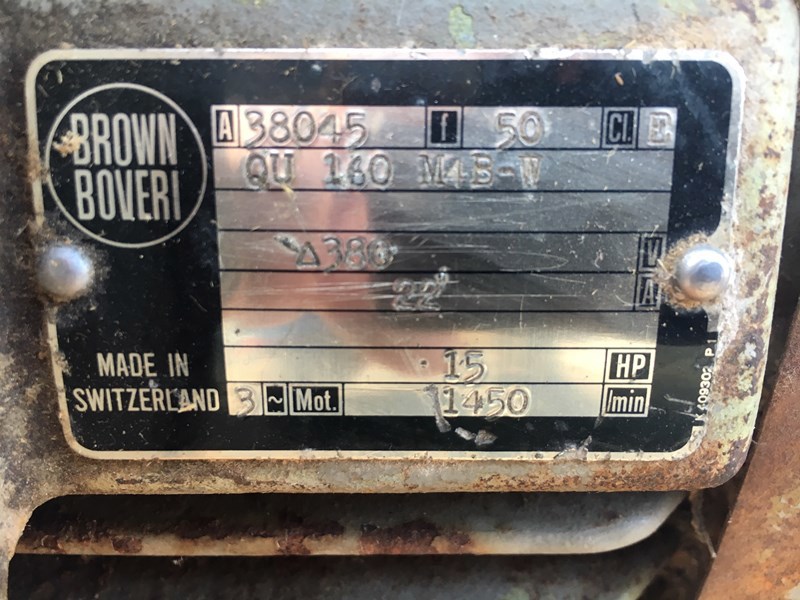 BROWN
BOVERI
A 38045 f 50 Cl. E
QU 160 M4B-W
Δ380 V
22 A
15 HP
3 ~ Mot. 1450 /min
MADE IN
SWITZERLAND